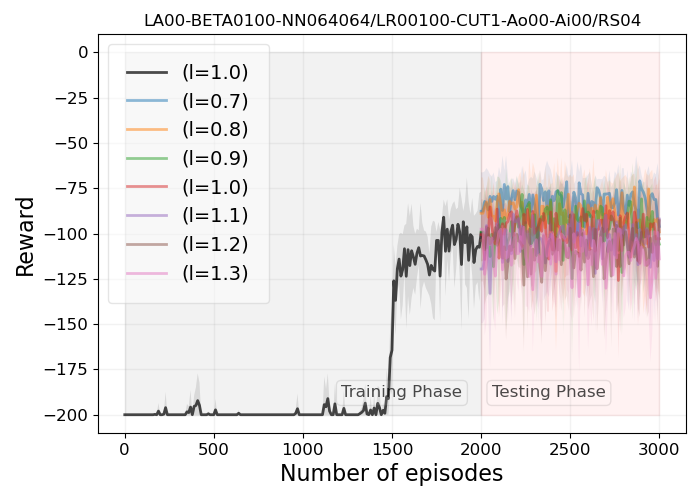 LA00-BETA0100-NN064064/LR00100-CUT1-Ao00-Ai00/RS04
0
−25
−50
−75
−100
−125
−150
−175
−200
Reward
(l=1.0)
(l=0.7)
(l=0.8)
(l=0.9)
(l=1.0)
(l=1.1)
(l=1.2)
(l=1.3)
Training Phase
Testing Phase
0
500
1000
1500
2000
2500
3000
Number of episodes